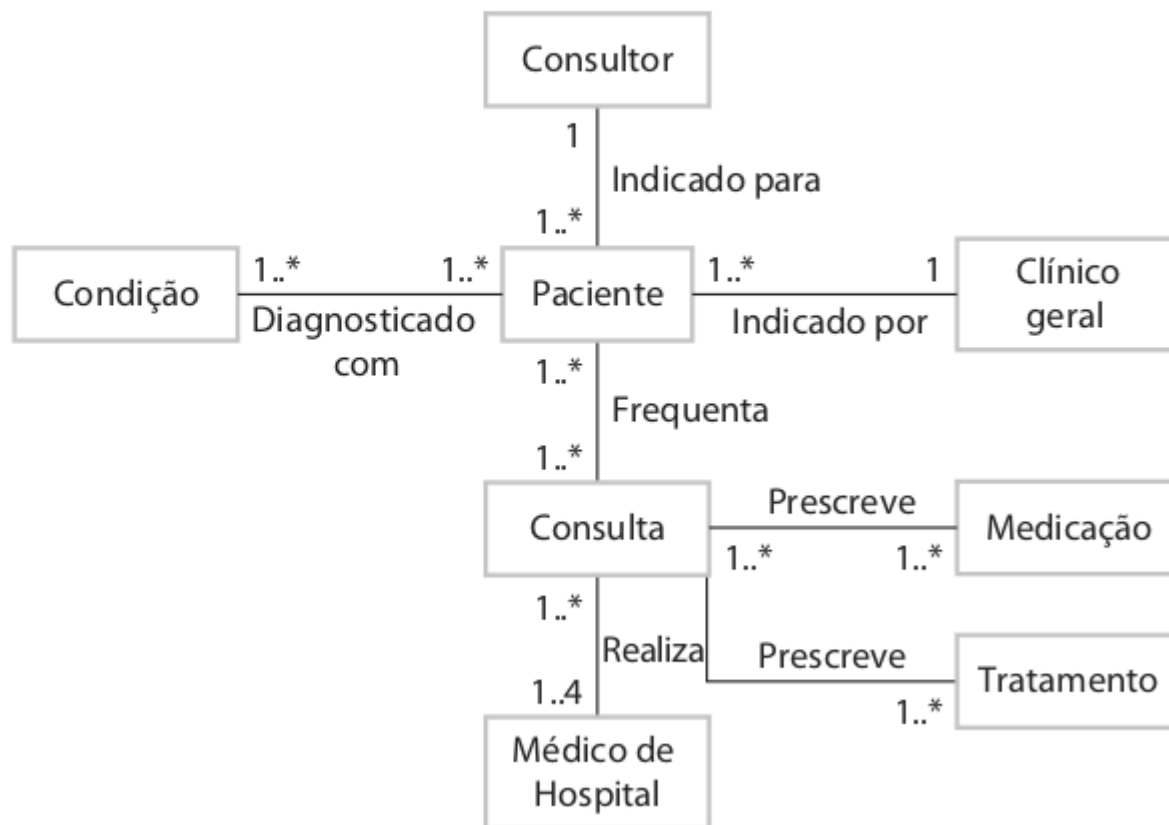 Consultor
1
Indicado para
1..*
Condição
1..*
1..*
Diagnosticado
com
Paciente
1..*
1
Indicado por
Clínico
geral
1..*
Frequenta
1..*
Consulta
Prescreve
1..*
1..*
Medicação
1..*
Realiza
1..4
Prescreve
1..*
Tratamento
Médico de
Hospital